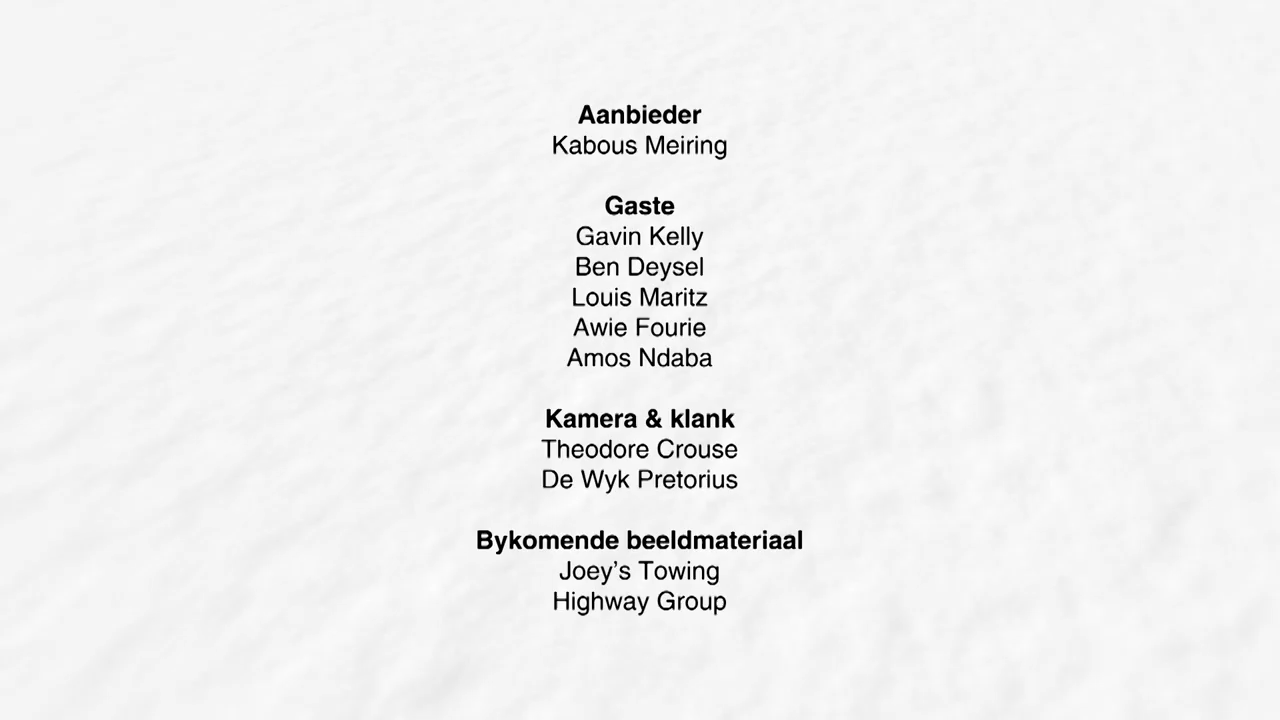 Aanbieder
Kabous Meiring
Gaste
Gavin Kelly
Ben Deysel
Louis Maritz
Awie Fourie
Amos Ndaba
Kamera & klank
Theodore Crouse
De Wyk Pretorius
Bykomende beeldmateriaal
Joey’s Towing
Highway Group